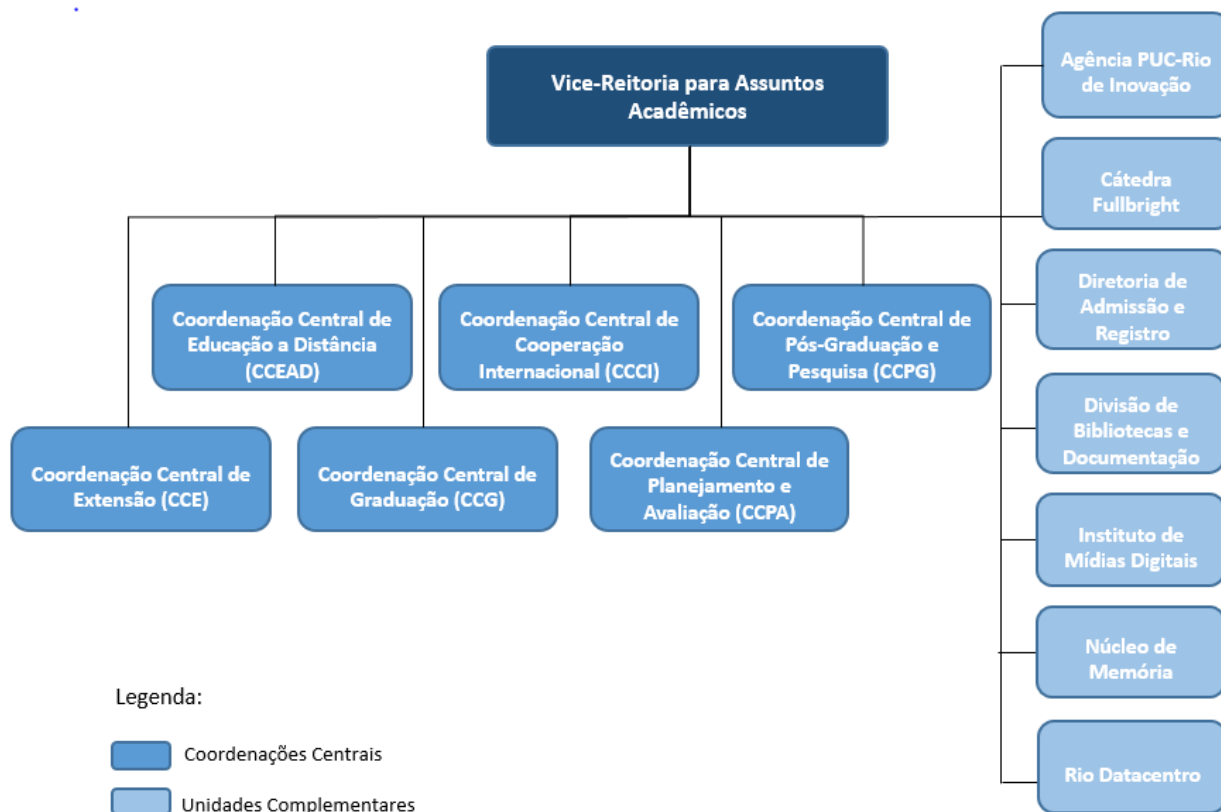 Vice-Reitoria para Assuntos
Acadêmicos
Agência PUC-Rio
de Inovação
Cátedra
Fullbright
Diretoria de
Admissão e
Registro
Divisão de
Bibliotecas e
Documentação
Instituto de
Mídias Digitais
Núcleo de
Memória
Rio Datacentro
Coordenação Central de
Educação a Distância
(CCEAD)
Coordenação Central de
Cooperação
Internacional (CCCI)
Coordenação Central de
Pós-Graduação e
Pesquisa (CCPG)
Coordenação Central de
Extensão (CCE)
Coordenação Central de
Graduação (CCG)
Coordenação Central de
Planejamento e
Avaliação (CCPA)
Legenda:
Coordenações Centrais
Unidades Complementares